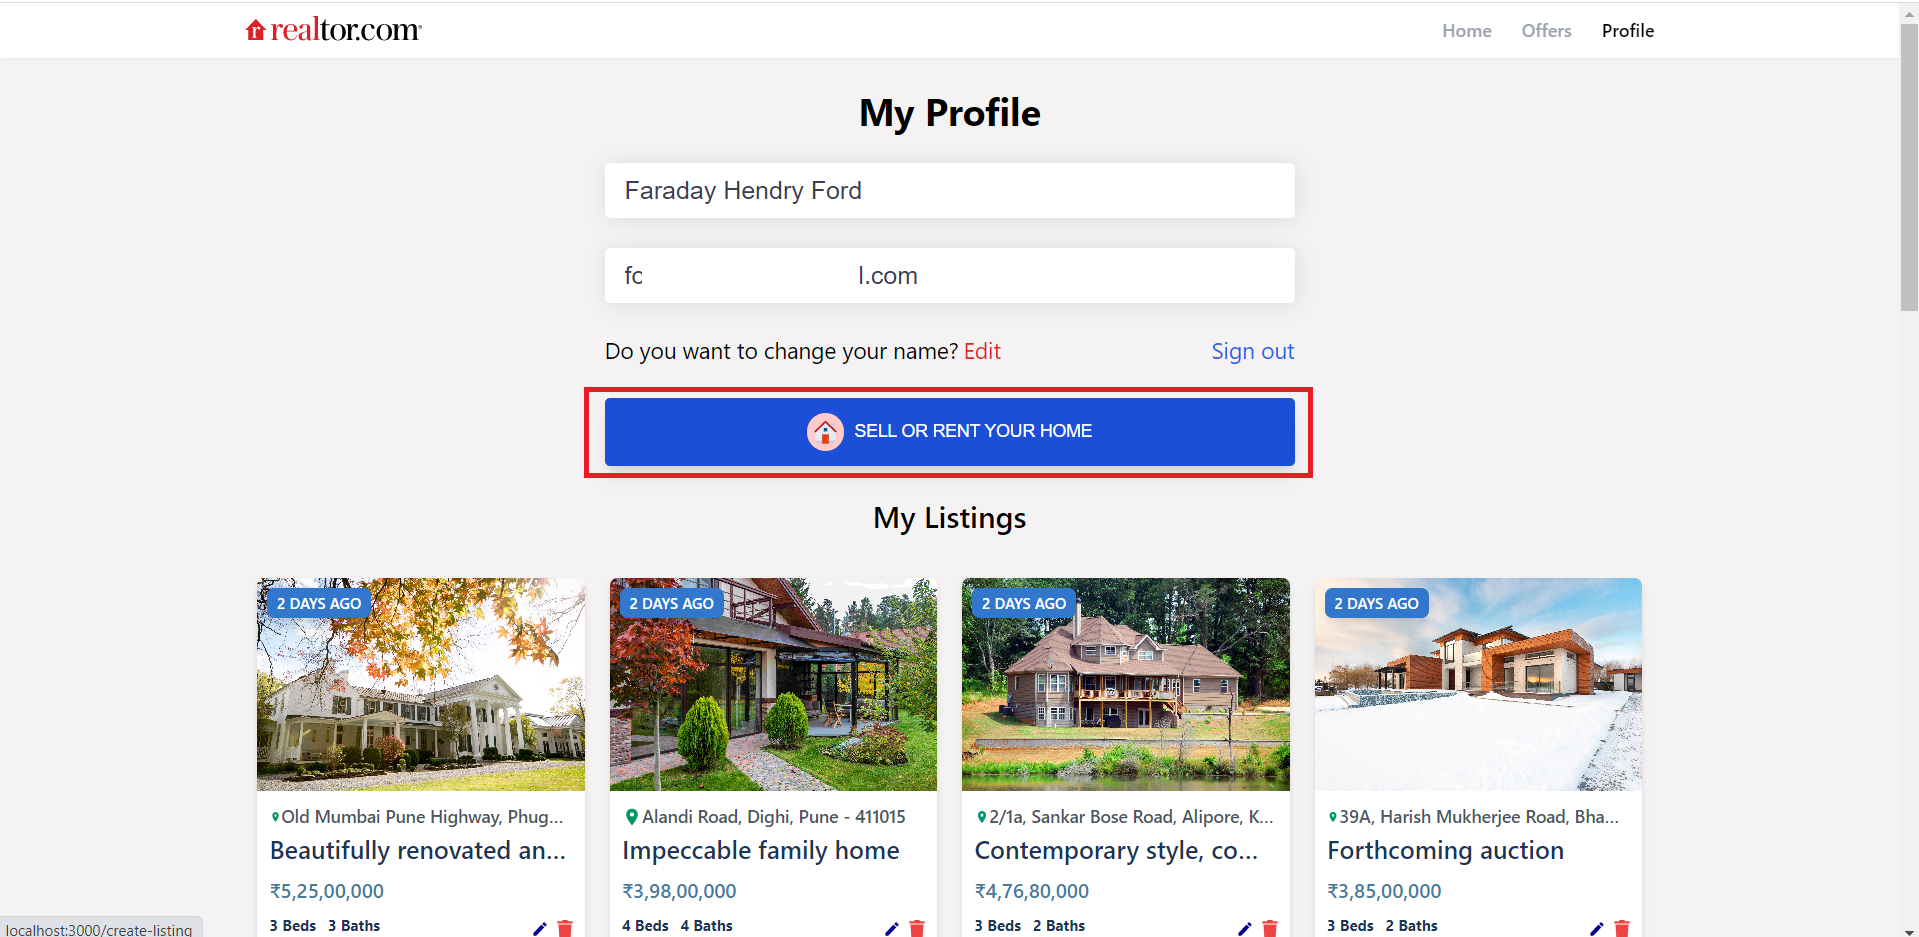 realtor.com
Home Offers Profile
My Profile
Faraday Hendry Ford
fc l.com
Do you want to change your name? Edit Sign out
SELL OR RENT YOUR HOME
My Listings
2 DAYS AGO
Old Mumbai Pune Highway, Phug...
Beautifully renovated an...
₹5,25,00,000
3 Beds 3 Baths
2 DAYS AGO
Alandi Road, Dighi, Pune - 411015
Impeccable family home
₹3,98,00,000
4 Beds 4 Baths
2 DAYS AGO
2/1a, Sankar Bose Road, Alipore, K...
Contemporary style, co...
₹4,76,80,000
3 Beds 2 Baths
2 DAYS AGO
39A, Harish Mukherjee Road, Bha...
Forthcoming auction
₹3,85,00,000
3 Beds 2 Baths
localhost:3000/create-listing